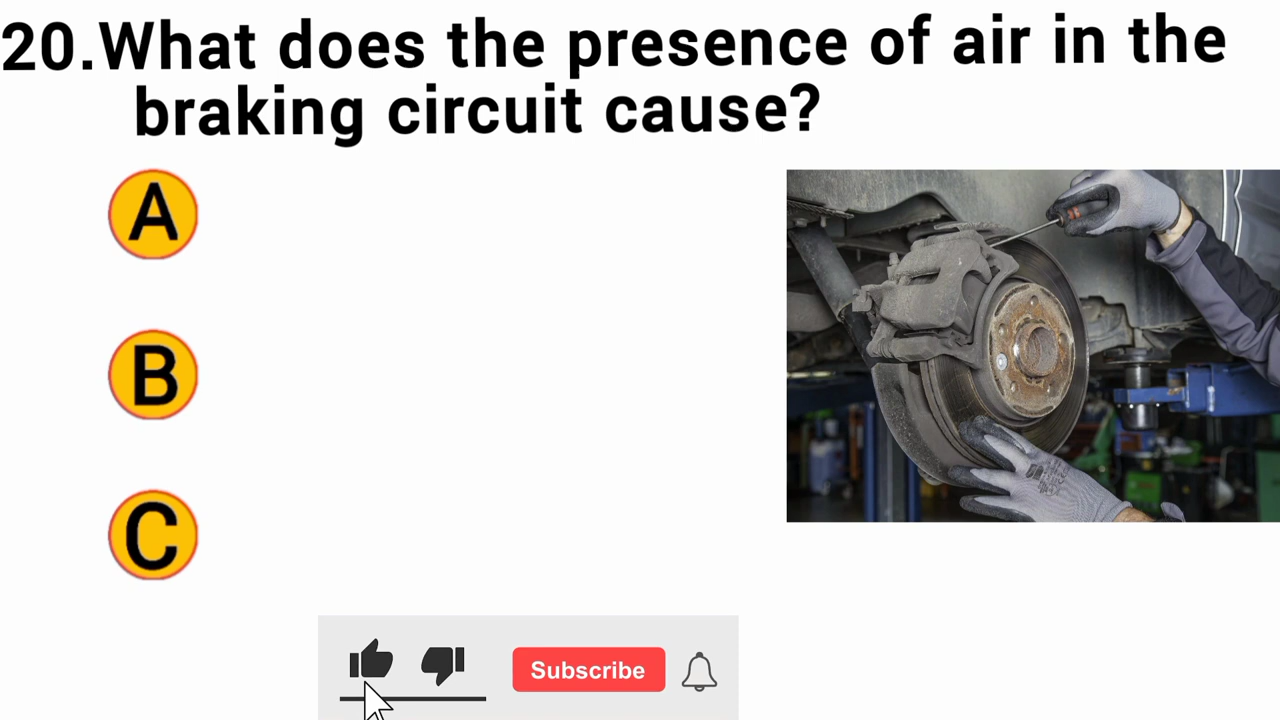 20.What does the presence of air in the
braking circuit cause?
A
B
C
Subscribe